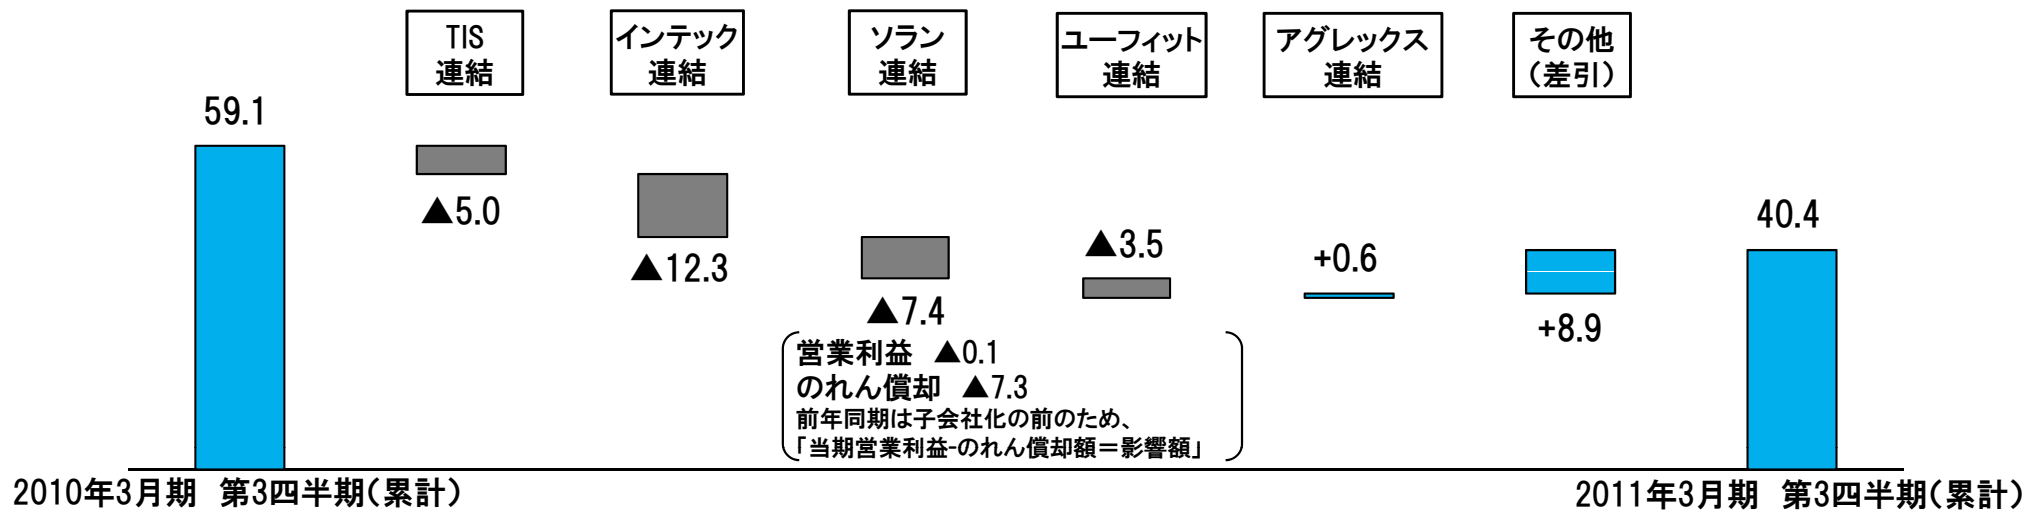 TIS
連結
インテック
連結
ソラン
連結
ユーフィット
連結
アグレックス
連結
その他
(差引)
59.1
▲5.0
▲12.3
▲7.4
▲3.5
+0.6
+8.9
40.4
営業利益 ▲0.1
のれん償却 ▲7.3
前年同期は子会社化の前のため、
「当期営業利益-のれん償却額=影響額」
2010年3月期 第3四半期(累計)
2011年3月期 第3四半期(累計)